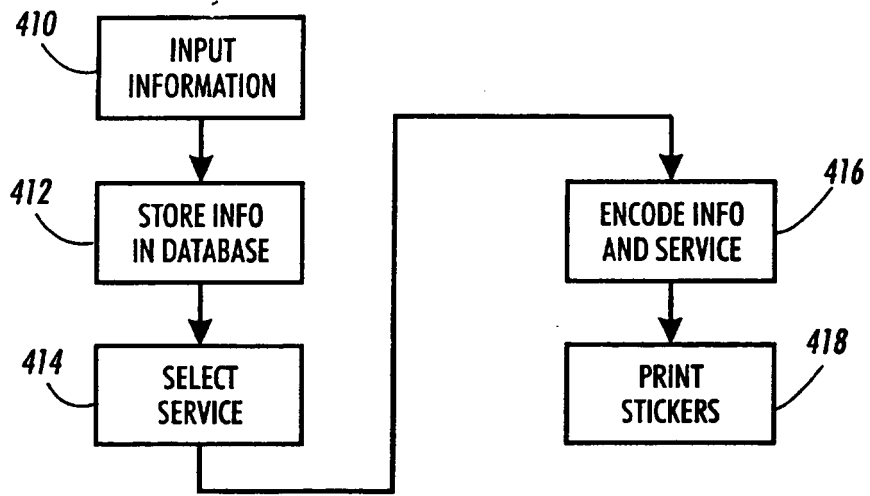 410
INPUT
INFORMATION
412
STORE INFO
IN DATABASE
414
SELECT
SERVICE
416
ENCODE INFO
AND SERVICE
418
PRINT
STICKERS